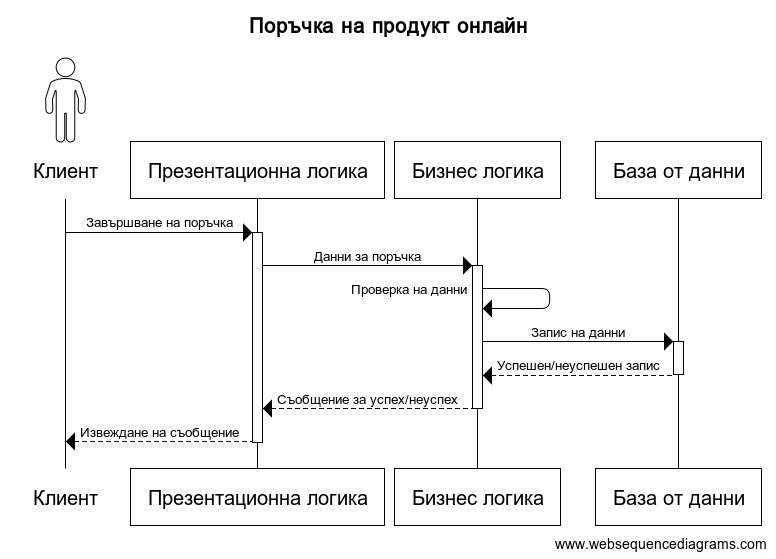 Поръчка на продукт онлайн
Клиент
Презентационна логика
Бизнес логика
База от данни
Завършване на поръчка
Данни за поръчка
Проверка на данни
Запис на данни
Успешен/неуспешен запис
Съобщение за успех/неуспех
Извеждане на съобщение
Клиент
Презентационна логика
Бизнес логика
База от данни
www.websequencediagrams.com